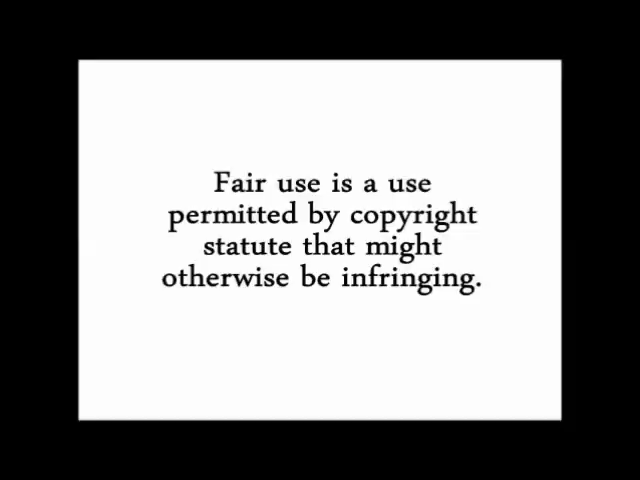 Fair use is a use
permitted by copyright
statute that might
otherwise be infringing.